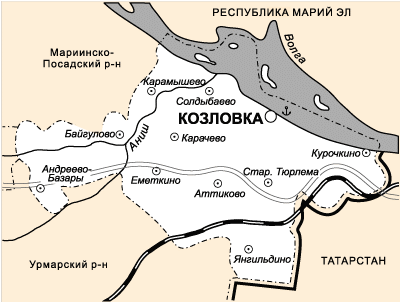 РЕСПУБЛИКА МАРИЙ ЭЛ
Волга
Мариинско-
Посадский р-н
Карамышево
Солдыбаево
КОЗЛОВКА
Байгулово
Аниш
Карачево
Курочкино
Андреево-
Базары
Еметкино
Аттиково
Стар. Тюрлема
Янгильдино
Урмарский р-н
ТАТАРСТАН